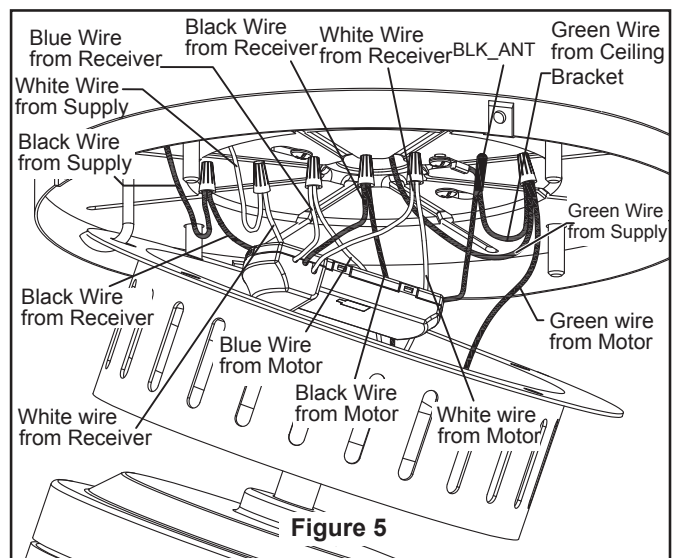 Blue Wire
from Receiver
Black Wire
from Receiver
White Wire
from Receiver
BLK_ANT
Green Wire
from Ceiling
Bracket
White Wire
from Supply
Black Wire
from Supply
Green Wire
from Supply
Black Wire
from Receiver
Blue Wire
from Motor
Green wire
from Motor
Black Wire
from Motor
White wire
from Receiver
White wire
from Motor
Figure 5